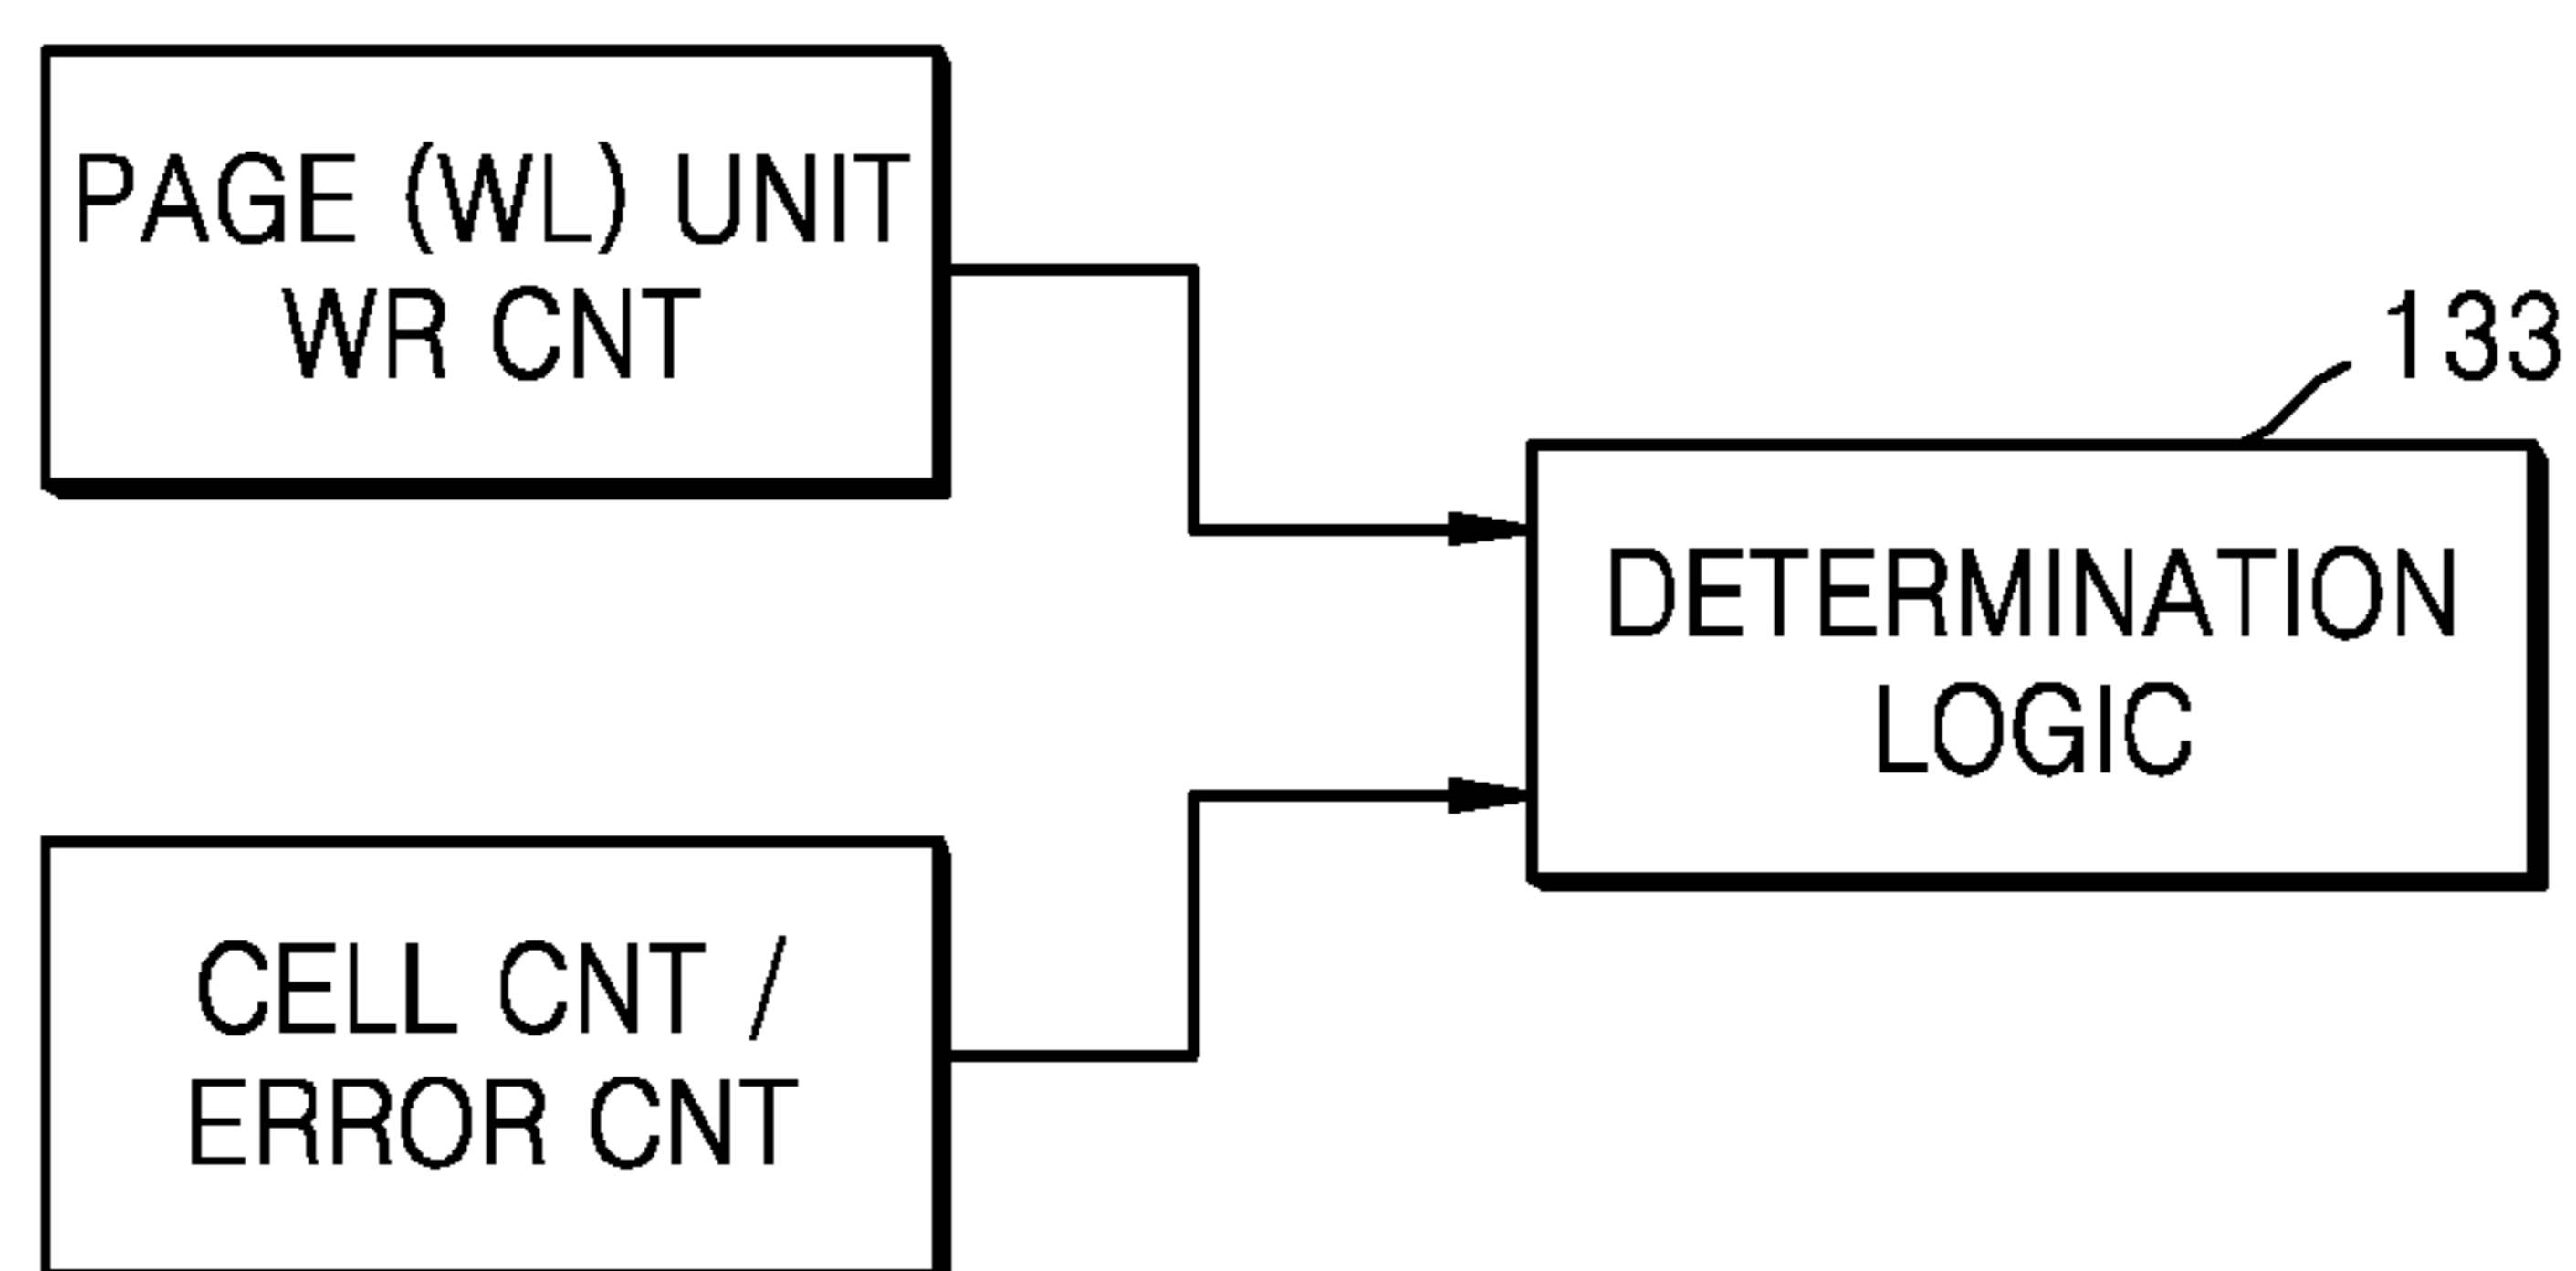 PAGE (WL) UNIT
WR CNT
133
DETERMINATION
LOGIC
CELL CNT /
ERROR CNT